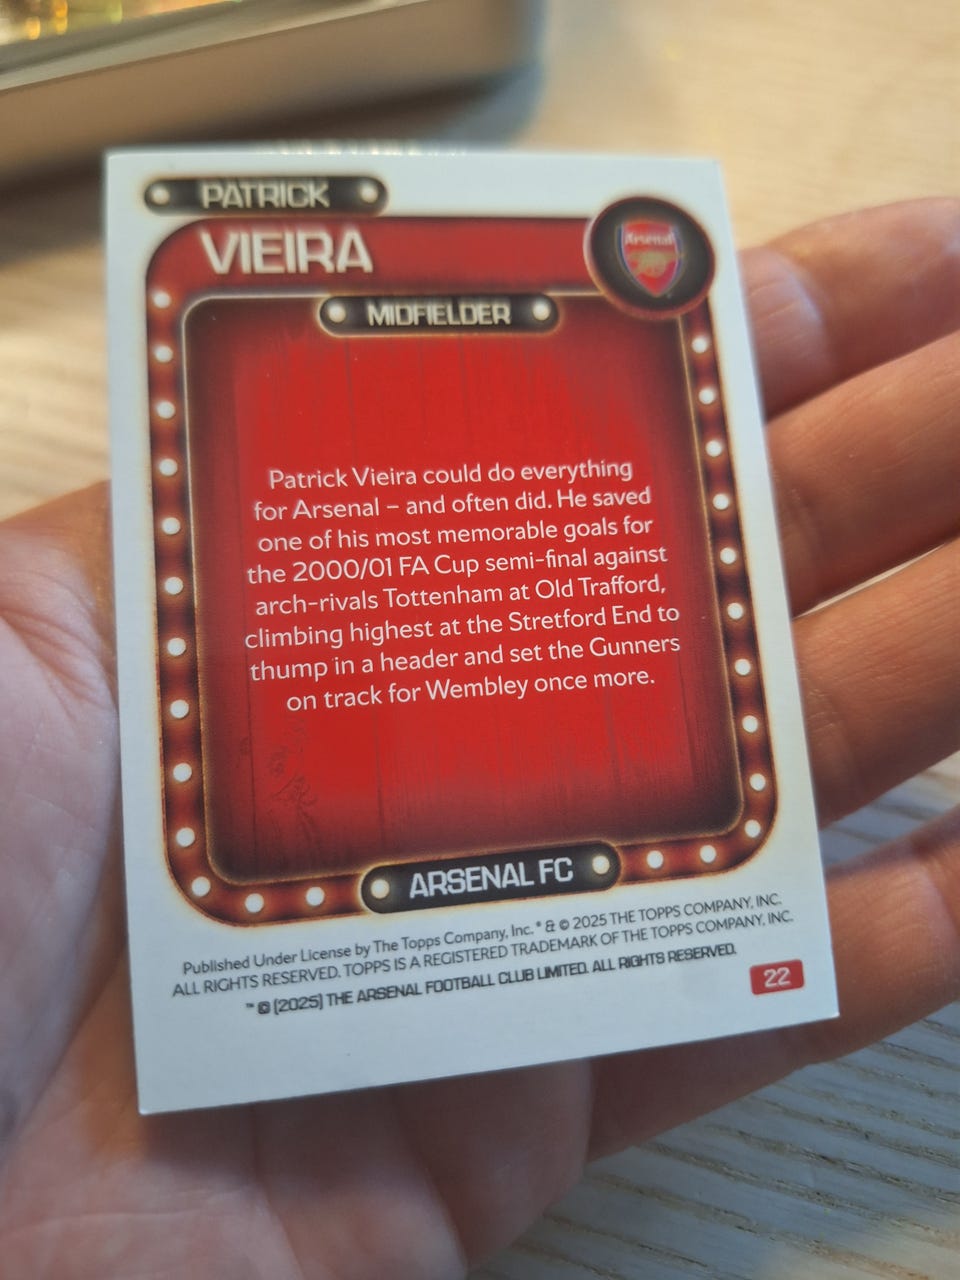 PATRICK
VIEIRA
Arsenal
MIDFIELDER
Patrick Vieira could do everything
for Arsenal – and often did. He saved
one of his most memorable goals for
the 2000/01 FA Cup semi-final against
arch-rivals Tottenham at Old Trafford,
climbing highest at the Stretford End to
thump in a header and set the Gunners
on track for Wembley once more.
ARSENAL FC
Published Under License by The Topps Company, Inc. ® & © 2025 THE TOPPS COMPANY, INC.
ALL RIGHTS RESERVED. TOPPS IS A REGISTERED TRADEMARK OF THE TOPPS COMPANY, INC.
™ © (2025) THE ARSENAL FOOTBALL CLUB LIMITED. ALL RIGHTS RESERVED.
22